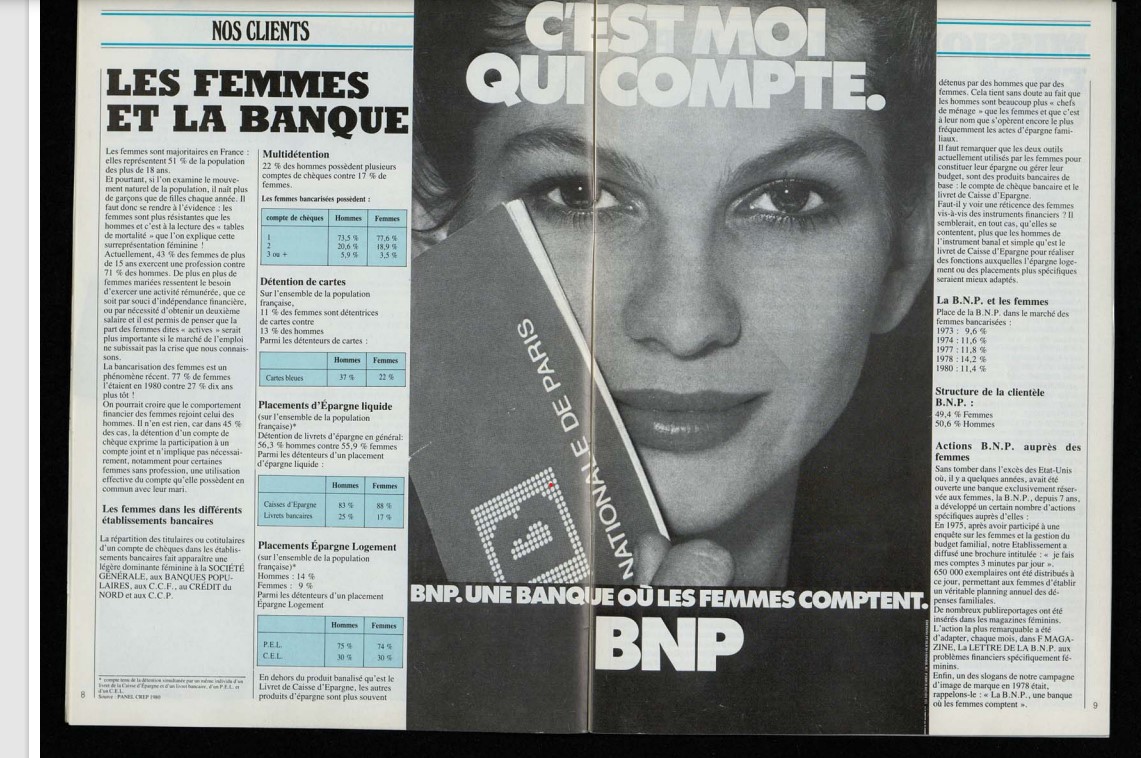 NOS CLIENTS
LES FEMMES
ET LA BANQUE
Les femmes sont majoritaires en France :
elles représentent 51 % de la population
des plus de 18 ans.
Et pourtant, si l'on examine le mouve-
ment naturel de la population, il naît plus
de garçons que de filles chaque année. Il
faut donc se rendre à l'évidence : les
femmes sont plus résistantes que les
hommes et c'est à la lecture des « tables
de mortalité » que l'on explique cette
surreprésentation féminine !
Actuellement, 43 % des femmes de plus
de 15 ans exercent une profession contre
71 % des hommes. De plus en plus de
femmes mariées ressentent le besoin
d'exercer une activité rémunérée, que ce
soit par souci d'indépendance financière,
ou par nécessité d'obtenir un deuxième
salaire et il est permis de penser que la
part des femmes dites « actives » serait
plus importante si le marché de l'emploi
ne subissait pas la crise que nous connais-
sons.
La bancarisation des femmes est un
phénomène récent. 77 % de femmes
l'étaient en 1980 contre 27 % dix ans
plus tôt !
On pourrait croire que le comportement
financier des femmes rejoint celui des
hommes. Il n'en est rien, car dans 45 %
des cas, la détention d'un compte de
chèque exprime la participation à un
compte joint et n'implique pas nécessai-
rement, notamment pour certaines
femmes sans profession, une utilisation
effective du compte qu'elle possèdent en
commun avec leur mari.
Les femmes dans les différents
établissements bancaires
La répartition des titulaires ou cotitulaires
d'un compte de chèques dans les établis-
sements bancaires fait apparaître une
légère dominante féminine à la SOCIÉTÉ
GÉNÉRALE, aux BANQUES POPU-
LAIRES, aux C.C.F., au CRÉDIT du
NORD et aux C.C.P.
* compte tenu de la détention simultanée par un même individu d'un
livret de la Caisse d'Epargne et d'un livret bancaire, d'un P.E.L. et
d'un C.E.L.
Source : PANEL CREP 1980
8
Multidétention
22 % des hommes possèdent plusieurs
comptes de chèques contre 17 % de
femmes.
Les femmes bancarisées possèdent :
compte de chèques Hommes Femmes
1 73,5 % 77,6 %
2 20,6 % 18,9 %
3 ou + 5,9 % 3,5 %
Détention de cartes
Sur l'ensemble de la population
française,
11 % des femmes sont détentrices
de cartes contre
13 % des hommes
Parmi les détenteurs de cartes :
Hommes Femmes
Cartes bleues 37 % 22 %
Placements d'Épargne liquide
(sur l'ensemble de la population
française)*
Détention de livrets d'épargne en général:
56,3 % hommes contre 55,9 % femmes
Parmi les détenteurs d'un placement
d'épargne liquide :
Hommes Femmes
Caisses d'Epargne 83 % 88 %
Livrets bancaires 25 % 17 %
Placements Épargne Logement
(sur l'ensemble de la population
française)*
Hommes : 14 %
Femmes : 9 %
Parmi les détenteurs d'un placement
Épargne Logement
Hommes Femmes
P.E.L. 75 % 74 %
C.E.L. 30 % 30 %
En dehors du produit banalisé qu'est le
Livret de Caisse d'Epargne, les autres
produits d'épargne sont plus souvent
C'EST MOI
QUI COMPTE.
NATIONALE DE PARIS
BNP. UNE BANQUE OÙ LES FEMMES COMPTENT.
BNP
détenus par des hommes que par des
femmes. Cela tient sans doute au fait que
les hommes sont beaucoup plus « chefs
de ménage » que les femmes et que c'est
à leur nom que s'opèrent encore le plus
fréquemment les actes d'épargne fami-
liaux.
Il faut remarquer que les deux outils
actuellement utilisés par les femmes pour
constituer leur épargne ou gérer leur
budget, sont des produits bancaires de
base : le compte de chèque bancaire et le
livret de Caisse d'Epargne.
Faut-il y voir une réticence des femmes
vis-à-vis des instruments financiers ? Il
semblerait, en tout cas, qu'elles se
contentent, plus que les hommes de
l'instrument banal et simple qu'est le
livret de Caisse d'Epargne pour réaliser
des fonctions auxquelles l'épargne loge-
ment ou des placements plus spécifiques
seraient mieux adaptés.
La B.N.P. et les femmes
Place de la B.N.P. dans le marché des
femmes bancarisées :
1973 : 9,6 %
1974 : 11,6 %
1977 : 11,8 %
1978 : 14,2 %
1980 : 11,4 %
Structure de la clientèle
B.N.P. :
49,4 % Femmes
50,6 % Hommes
Actions B.N.P. auprès des
femmes
Sans tomber dans l'excès des Etat-Unis
où, il y a quelques années, avait été
ouverte une banque exclusivement réser-
vée aux femmes, la B.N.P., depuis 7 ans,
a développé un certain nombre d'actions
spécifiques auprès d'elles :
En 1975, après avoir participé à une
enquête sur les femmes et la gestion du
budget familial, notre Etablissement a
diffusé une brochure intitulée : « je fais
mes comptes 3 minutes par jour ».
650 000 exemplaires ont été distribués à
ce jour, permettant aux femmes d'établir
un véritable planning annuel des dé-
penses familiales.
De nombreux publireportages ont été
insérés dans les magazines féminins.
L'action la plus remarquable a été
d'adapter, chaque mois, dans F MAGA-
ZINE, La LETTRE DE LA B.N.P. aux
problèmes financiers spécifiquement fé-
minins.
Enfin, un des slogans de notre campagne
d'image de marque en 1978 était,
rappelons-le : « La B.N.P., une banque
où les femmes comptent ».
9